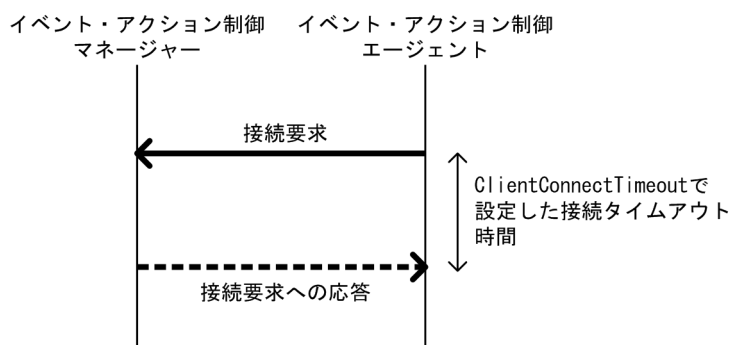 イベント・アクション制御
マネージャー
イベント・アクション制御
エージェント
接続要求
ClientConnectTimeoutで
設定した接続タイムアウト
時間
接続要求への応答